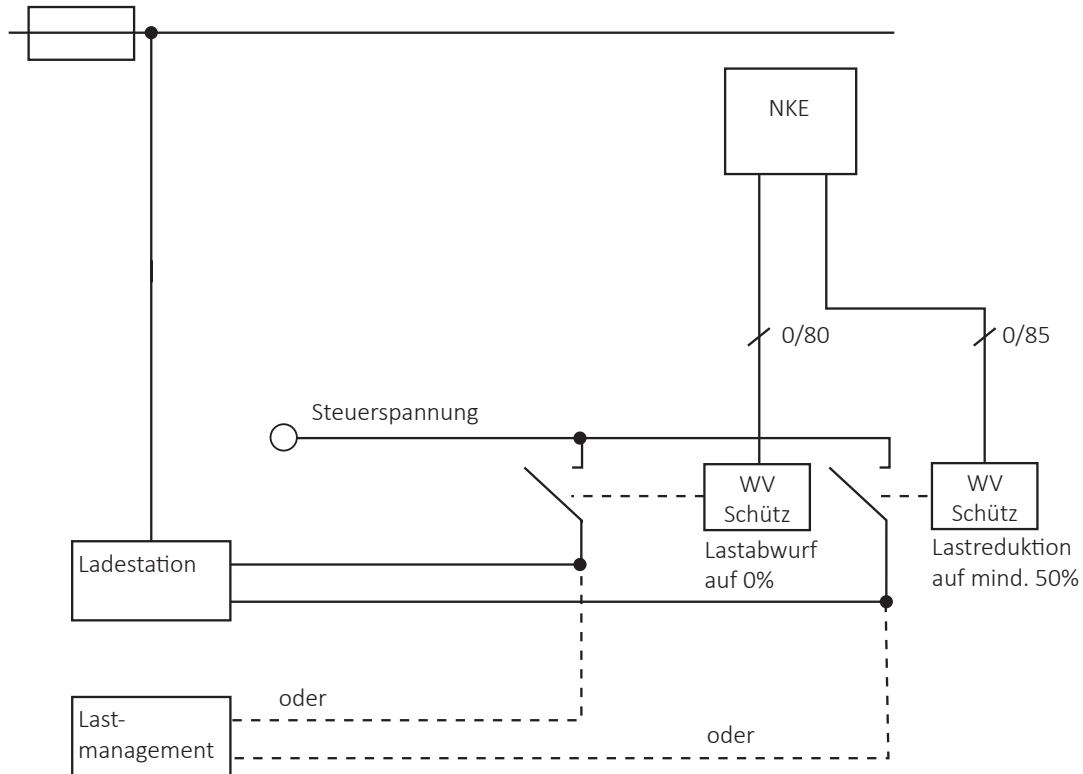 NKE
0/80
0/85
Steuerspannung
WV
Schütz
WV
Schütz
Lastabwurf
auf 0%
Lastreduktion
auf mind. 50%
Ladestation
oder
Last-
management
oder